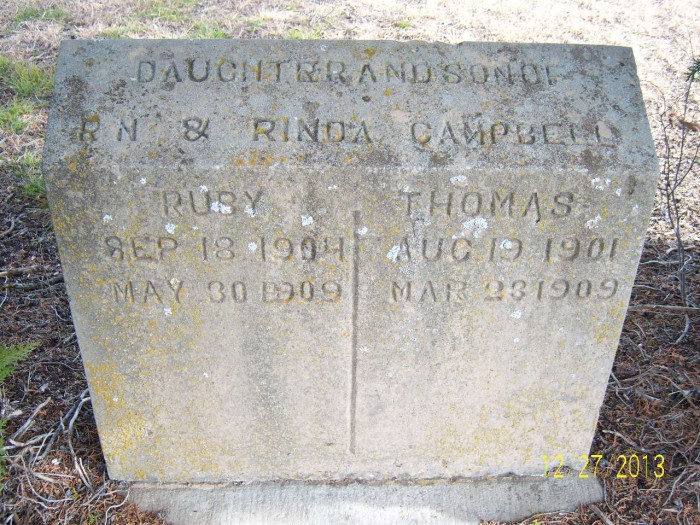 DAUGHTER AND SON OF
R N & RINDA CAMPBELL
RUBY
SEP 18 1904
MAY 30 1909
THOMAS
AUG 19 1901
MAR 23 1909
12 27 2013